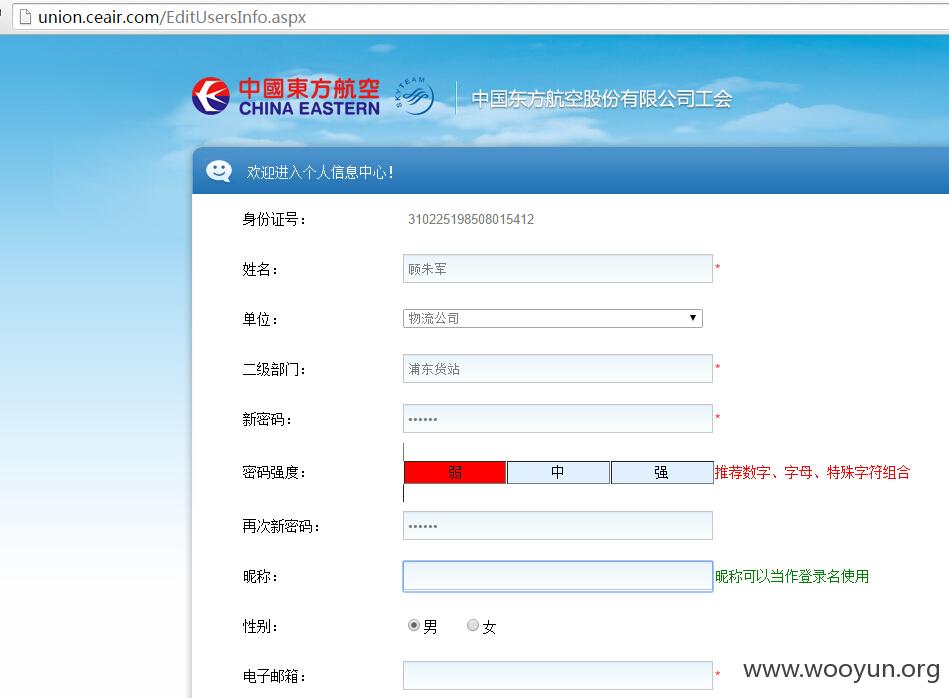 union.ceair.com/EditUsersInfo.aspx
中國東方航空
CHINA EASTERN
SKYTEAM
中国东方航空股份有限公司工会
欢迎进入个人信息中心!
身份证号: 310225198508015412
姓名: 顾朱军 *
单位: 物流公司
二级部门: 浦东货站 *
新密码: •••••• *
密码强度: 弱 中 强 推荐数字、字母、特殊字符组合
再次新密码: ••••••
昵称: 昵称可以当作登录名使用
性别: 男 女
电子邮箱: *
www.wooyun.org